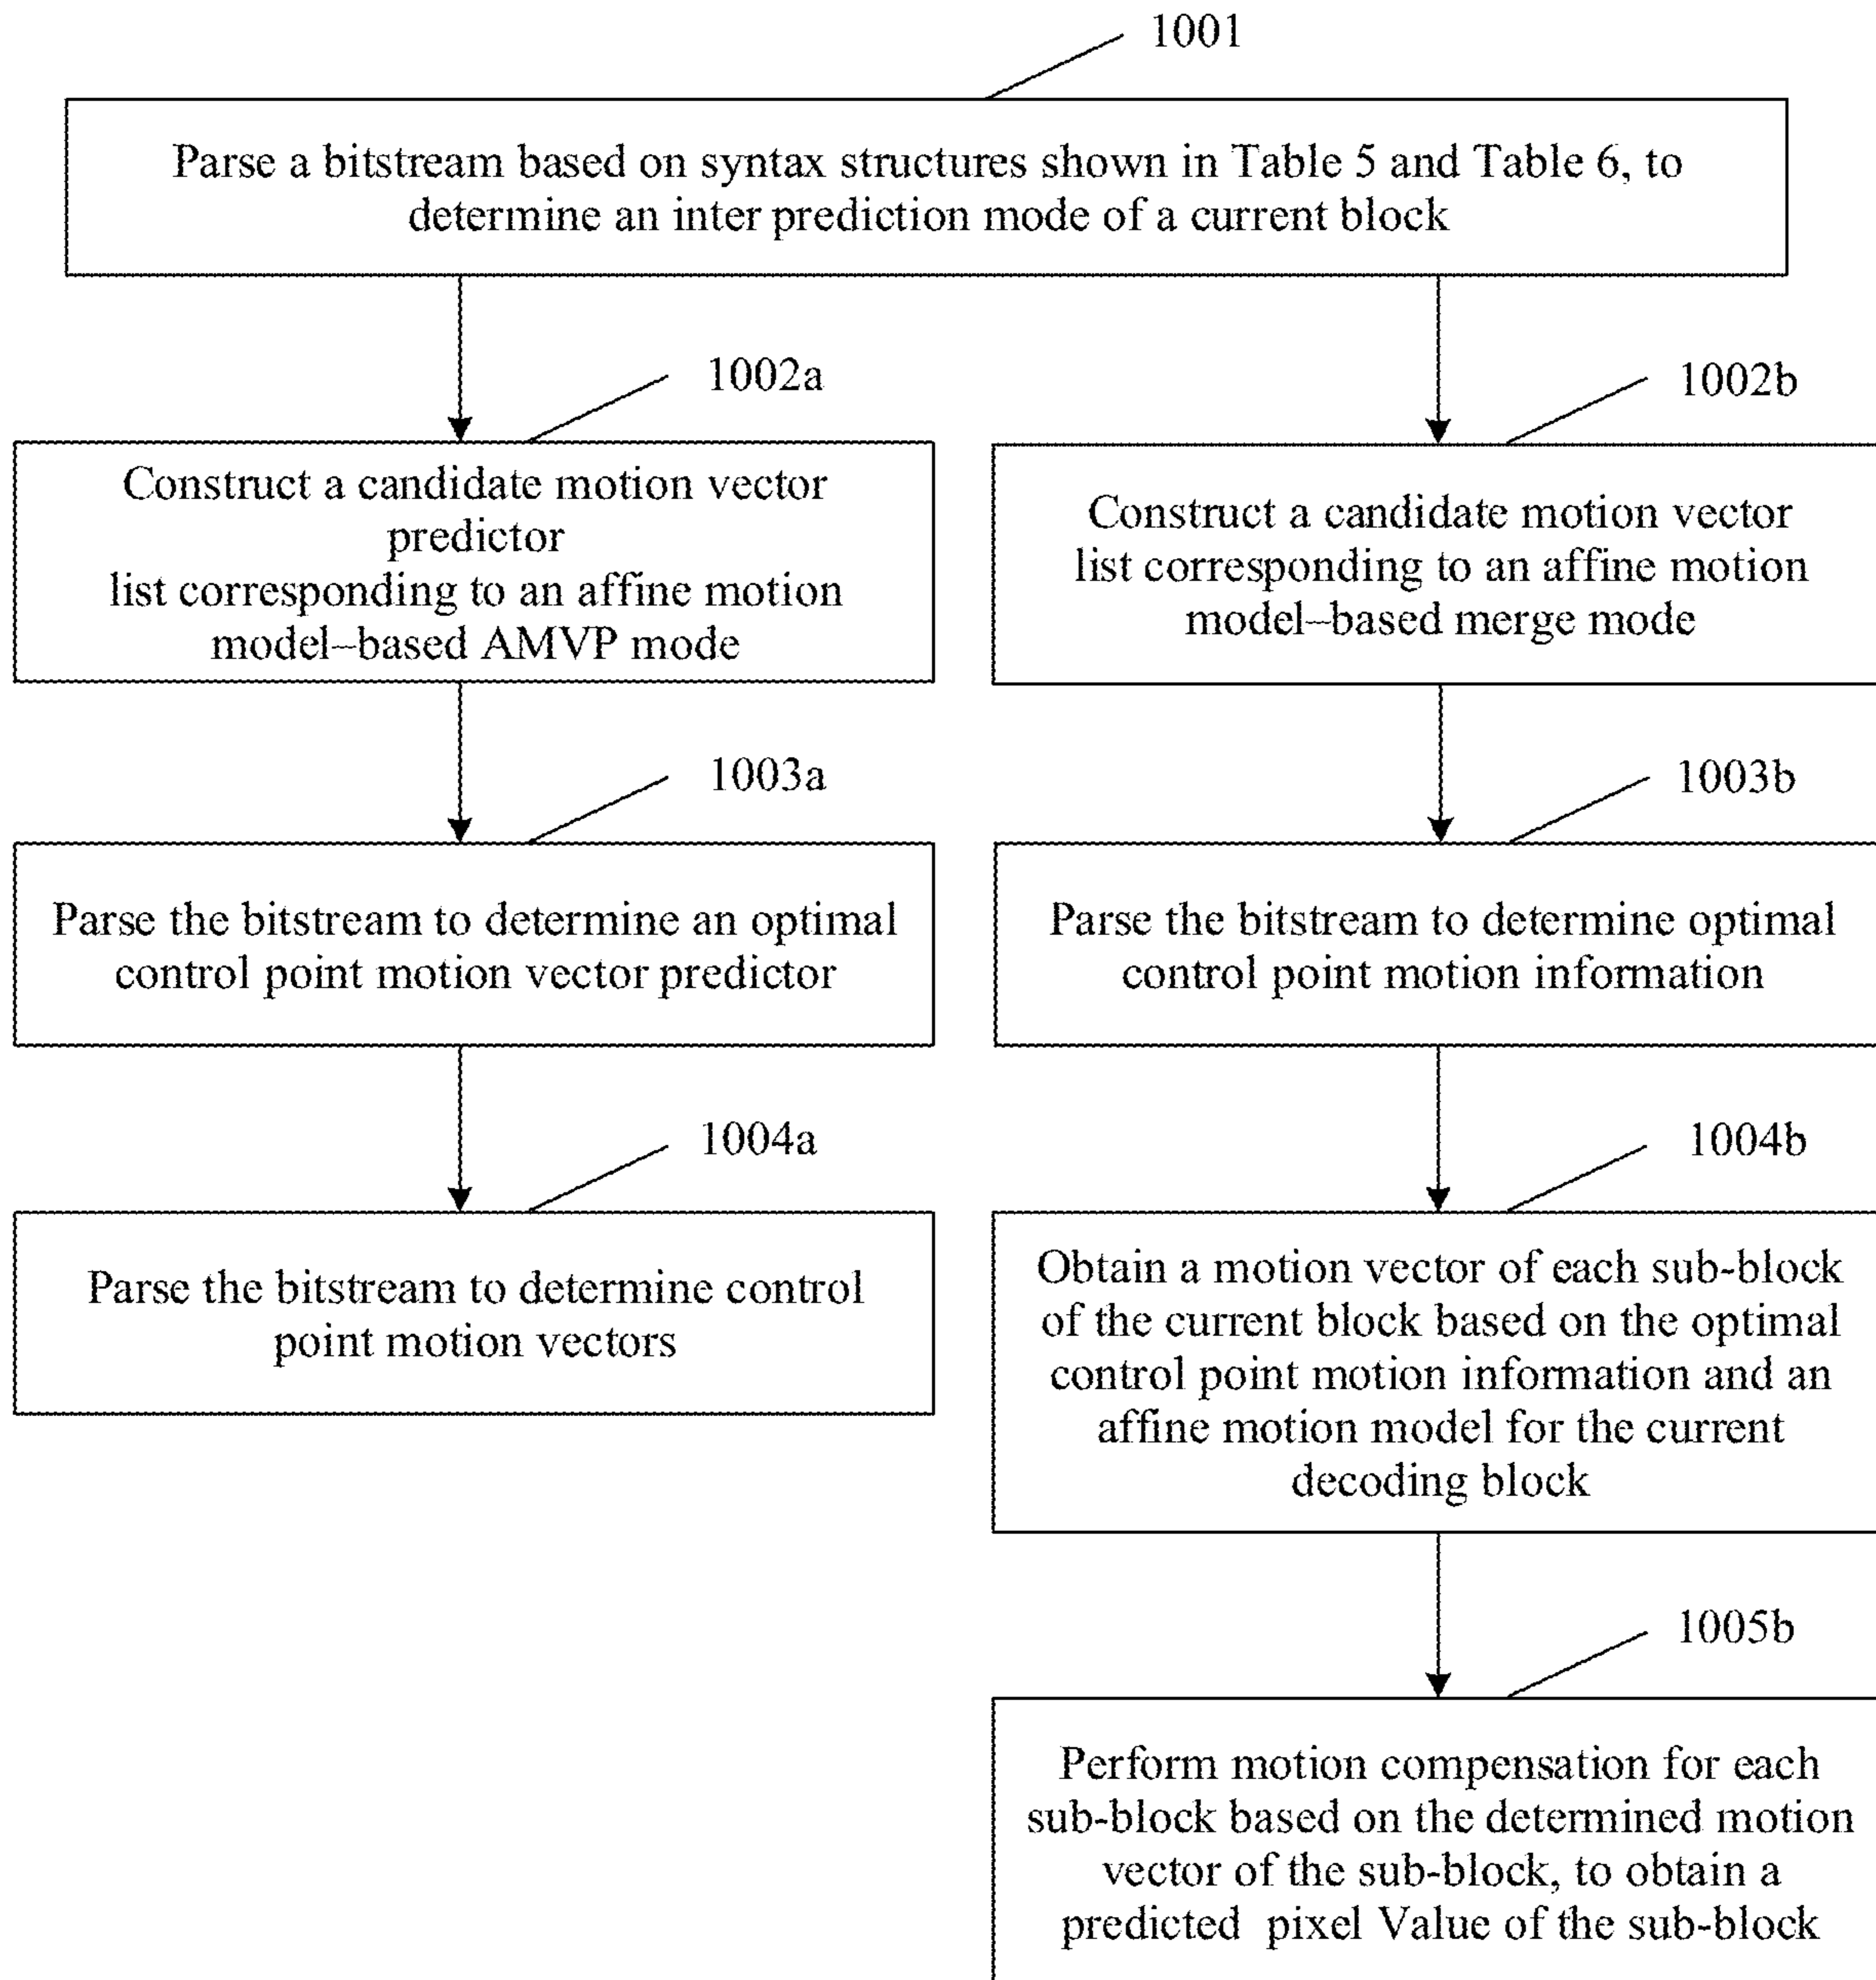 1001
Parse a bitstream based on syntax structures shown in Table 5 and Table 6, to
determine an inter prediction mode of a current block
1002a
Construct a candidate motion vector
predictor
list corresponding to an affine motion
model–based AMVP mode
1002b
Construct a candidate motion vector
list corresponding to an affine motion
model–based merge mode
1003a
Parse the bitstream to determine an optimal
control point motion vector predictor
1003b
Parse the bitstream to determine optimal
control point motion information
1004a
Parse the bitstream to determine control
point motion vectors
1004b
Obtain a motion vector of each sub-block
of the current block based on the optimal
control point motion information and an
affine motion model for the current
decoding block
1005b
Perform motion compensation for each
sub-block based on the determined motion
vector of the sub-block, to obtain a
predicted pixel Value of the sub-block